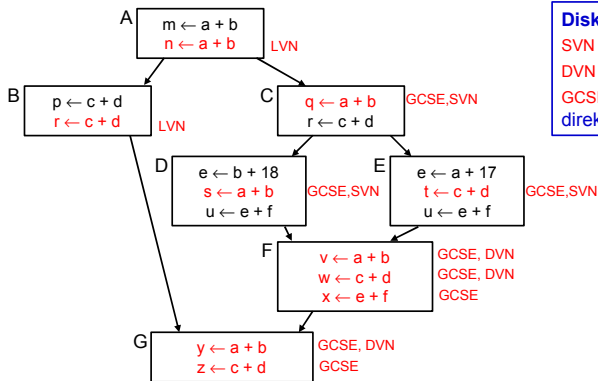 A
m ← a + b
n ← a + b
LVN
B
p ← c + d
r ← c + d
LVN
C
q ← a + b
r ← c + d
GCSE,SVN
D
e ← b + 18
s ← a + b
u ← e + f
GCSE,SVN
E
e ← a + 17
t ← c + d
u ← e + f
GCSE,SVN
F
v ← a + b
w ← c + d
x ← e + f
GCSE, DVN
GCSE, DVN
GCSE
G
y ← a + b
z ← c + d
GCSE, DVN
GCSE
SVN
DVN